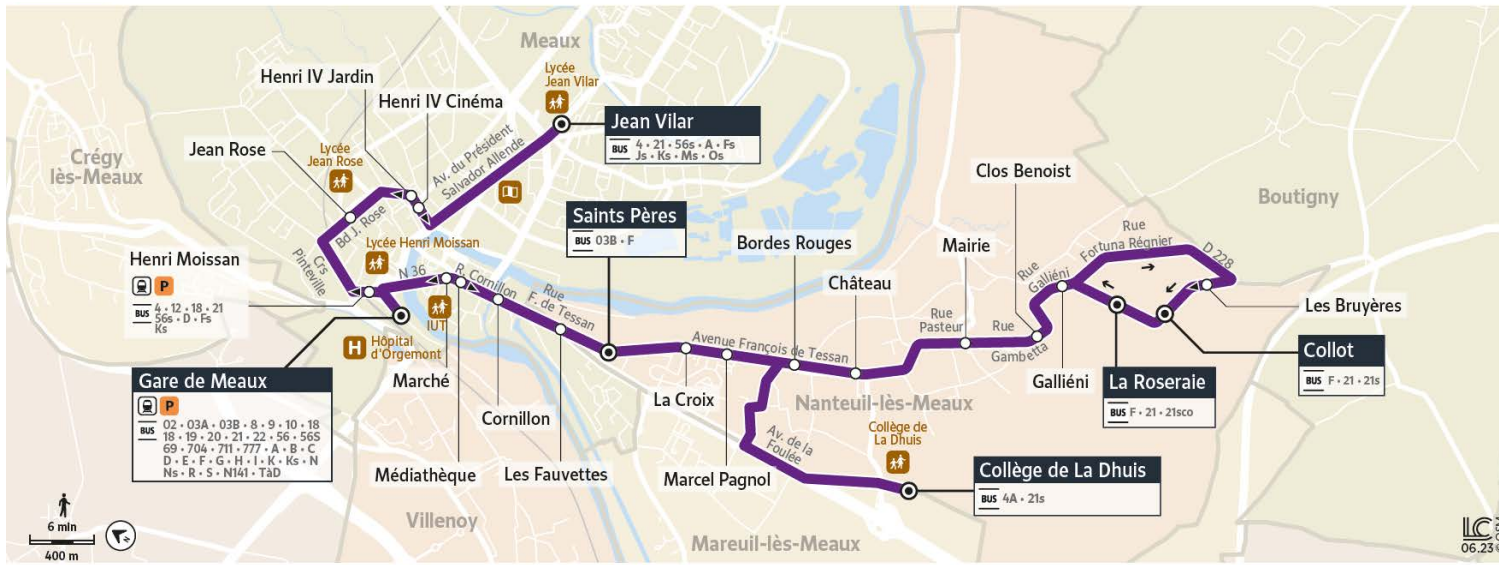 Meaux
Lycée
Jean Vilar
Henri IV Jardin
Henri IV Cinéma
Jean Vilar
BUS 4 • 21 • 56s • A • Fs
Js • Ks • Ms • Os
Jean Rose
Lycée
Jean Rose
Av. du Président
Salvador Allende
Crégy
lès-Meaux
Bd J. Rose
Crs
Pinteville
Lycée Henri Moissan
Henri Moissan
P
BUS 4 • 12 • 18 • 21
56s • D • Fs
Ks
N 36
R. Cornillon
Rue
F. de Tessan
Saints Pères
BUS 03B • F
Bordes Rouges
Château
Mairie
Clos Benoist
Boutigny
Rue
Fortuna Régnier
D 228
Rue
Galliéni
Les Bruyères
IUT
H Hôpital
d'Orgemont
Gare de Meaux
P
BUS 02 • 03A • 03B • 8 • 9 • 10 • 18
18 • 19 • 20 • 21 • 22 • 56 • 56S
69 • 704 • 711 • 777 • A • B • C
D • E • F • G • H • I • K • Ks • N
Ns • R • S • N141 • TàD
Marché
Cornillon
Médiathèque
Les Fauvettes
La Croix
Marcel Pagnol
Avenue François de Tessan
Rue
Pasteur
Rue
Gambetta
Galliéni
La Roseraie
BUS F • 21 • 21sco
Collot
BUS F • 21 • 21s
Nanteuil-lès-Meaux
Av. de la
Foulée
Collège de
La Dhuis
Collège de La Dhuis
BUS 4A • 21s
Villenoy
Mareuil-lès-Meaux
6 min
400 m
N
LC
06.23